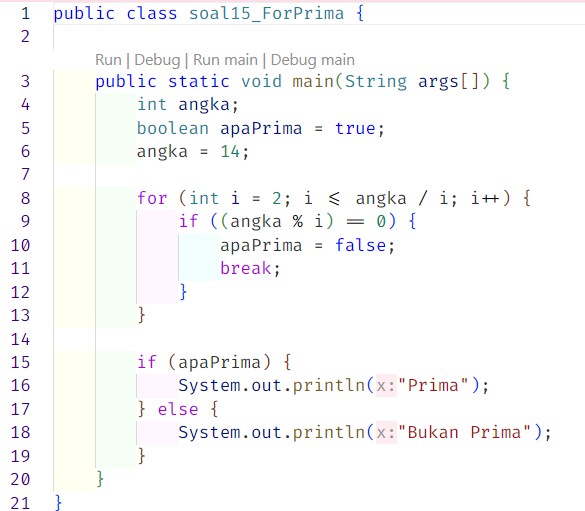 1 public class soal15_ForPrima {
2
Run | Debug | Run main | Debug main
3 public static void main(String args[]) {
4 int angka;
5 boolean apaPrima = true;
6 angka = 14;
7
8 for (int i = 2; i <= angka / i; i++) {
9 if ((angka % i) == 0) {
10 apaPrima = false;
11 break;
12 }
13 }
14
15 if (apaPrima) {
16 System.out.println(x:"Prima");
17 } else {
18 System.out.println(x:"Bukan Prima");
19 }
20 }
21 }